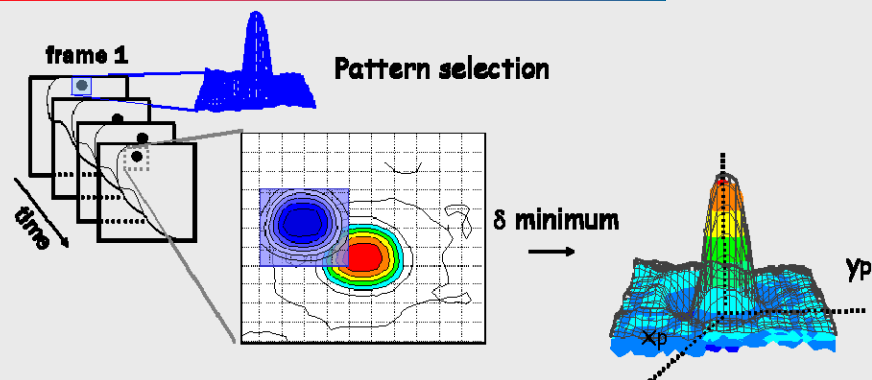 frame 1
Pattern selection
time
δ minimum
yp
xp